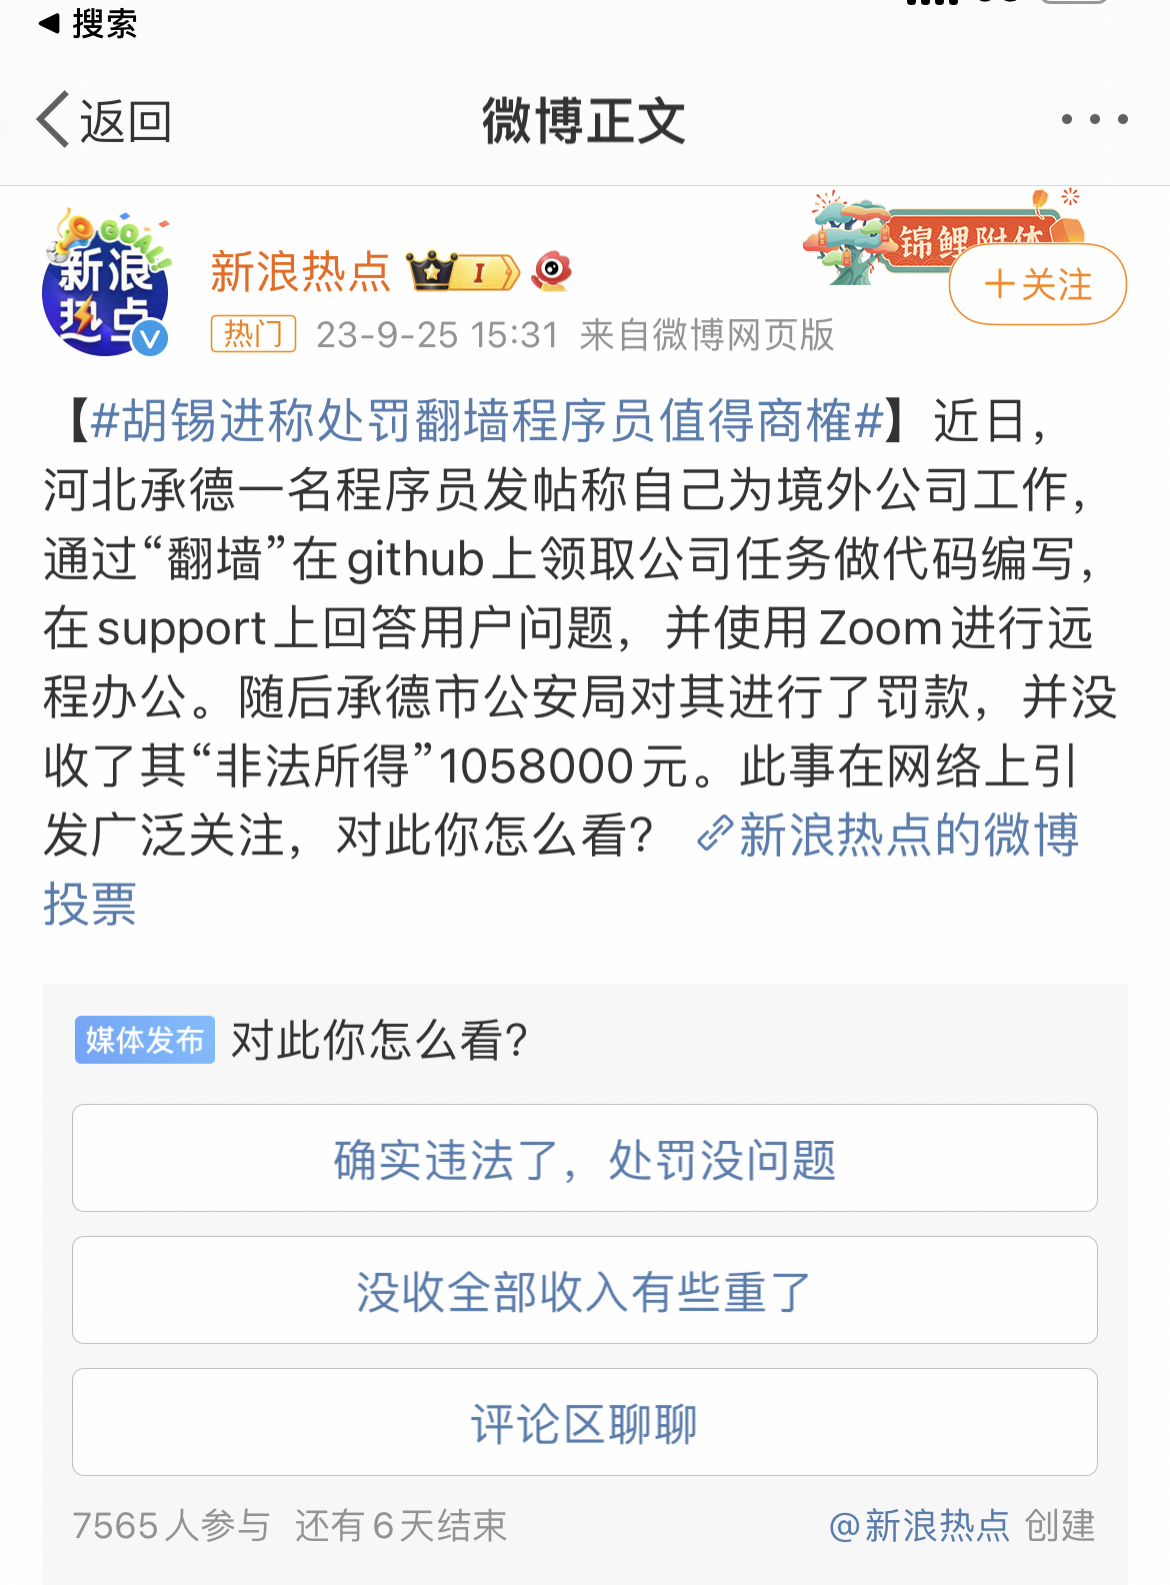 搜索
返回
微博正文
新浪热点
GOAL!
新浪
热点
锦鲤附体
+关注
热门 23-9-25 15:31 来自微博网页版
【#胡锡进称处罚翻墙程序员值得商榷#】近日，
河北承德一名程序员发帖称自己为境外公司工作，
通过“翻墙”在github上领取公司任务做代码编写，
在support上回答用户问题，并使用Zoom进行远
程办公。随后承德市公安局对其进行了罚款，并没
收了其“非法所得”1058000元。此事在网络上引
发广泛关注，对此你怎么看？ 新浪热点的微博
投票
媒体发布 对此你怎么看?
确实违法了，处罚没问题
没收全部收入有些重了
评论区聊聊
7565人参与 还有6天结束 @新浪热点 创建